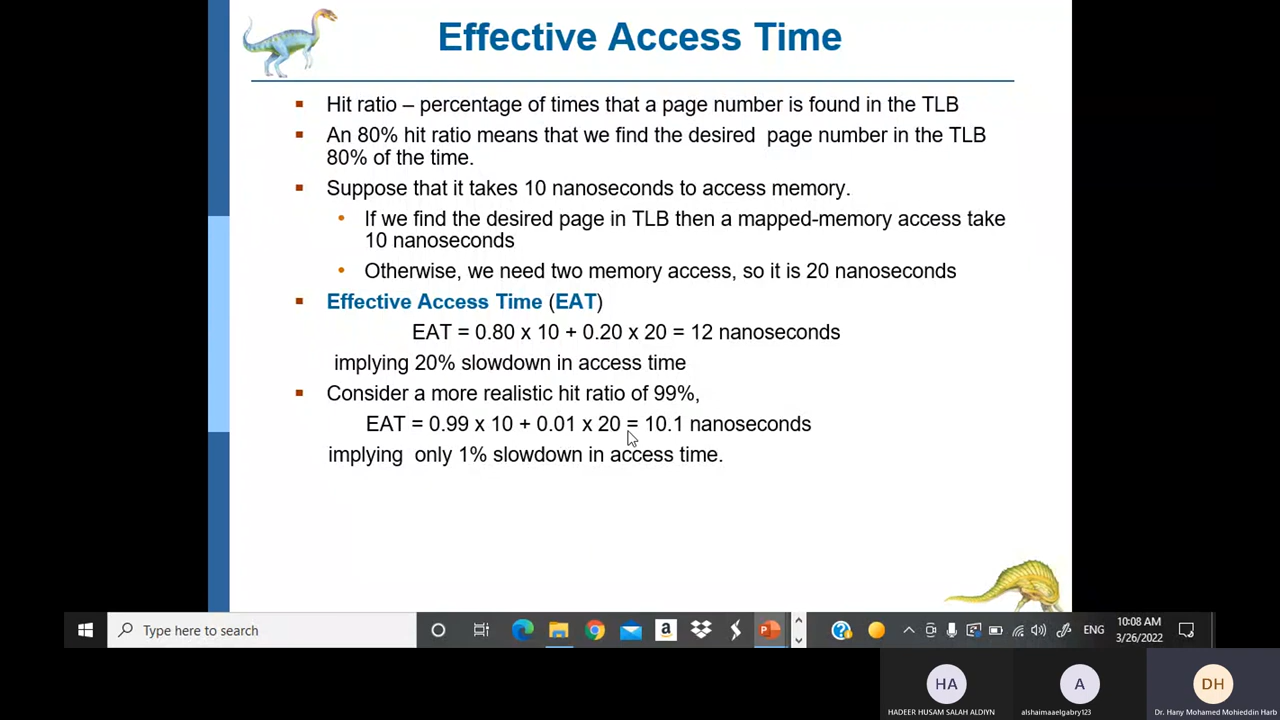 Effective Access Time
Hit ratio – percentage of times that a page number is found in the TLB
An 80% hit ratio means that we find the desired page number in the TLB
80% of the time.
Suppose that it takes 10 nanoseconds to access memory.
If we find the desired page in TLB then a mapped-memory access take
10 nanoseconds
Otherwise, we need two memory access, so it is 20 nanoseconds
Effective Access Time (EAT)
EAT = 0.80 x 10 + 0.20 x 20 = 12 nanoseconds
implying 20% slowdown in access time
Consider a more realistic hit ratio of 99%,
EAT = 0.99 x 10 + 0.01 x 20 = 10.1 nanoseconds
implying only 1% slowdown in access time.
Type here to search
ENG
10:08 AM
3/26/2022
HA
A
DH
HADEER HUSAM SALAH ALDIYN
alshaimaaelgabry123
Dr. Hany Mohamed Mohieddin Harb